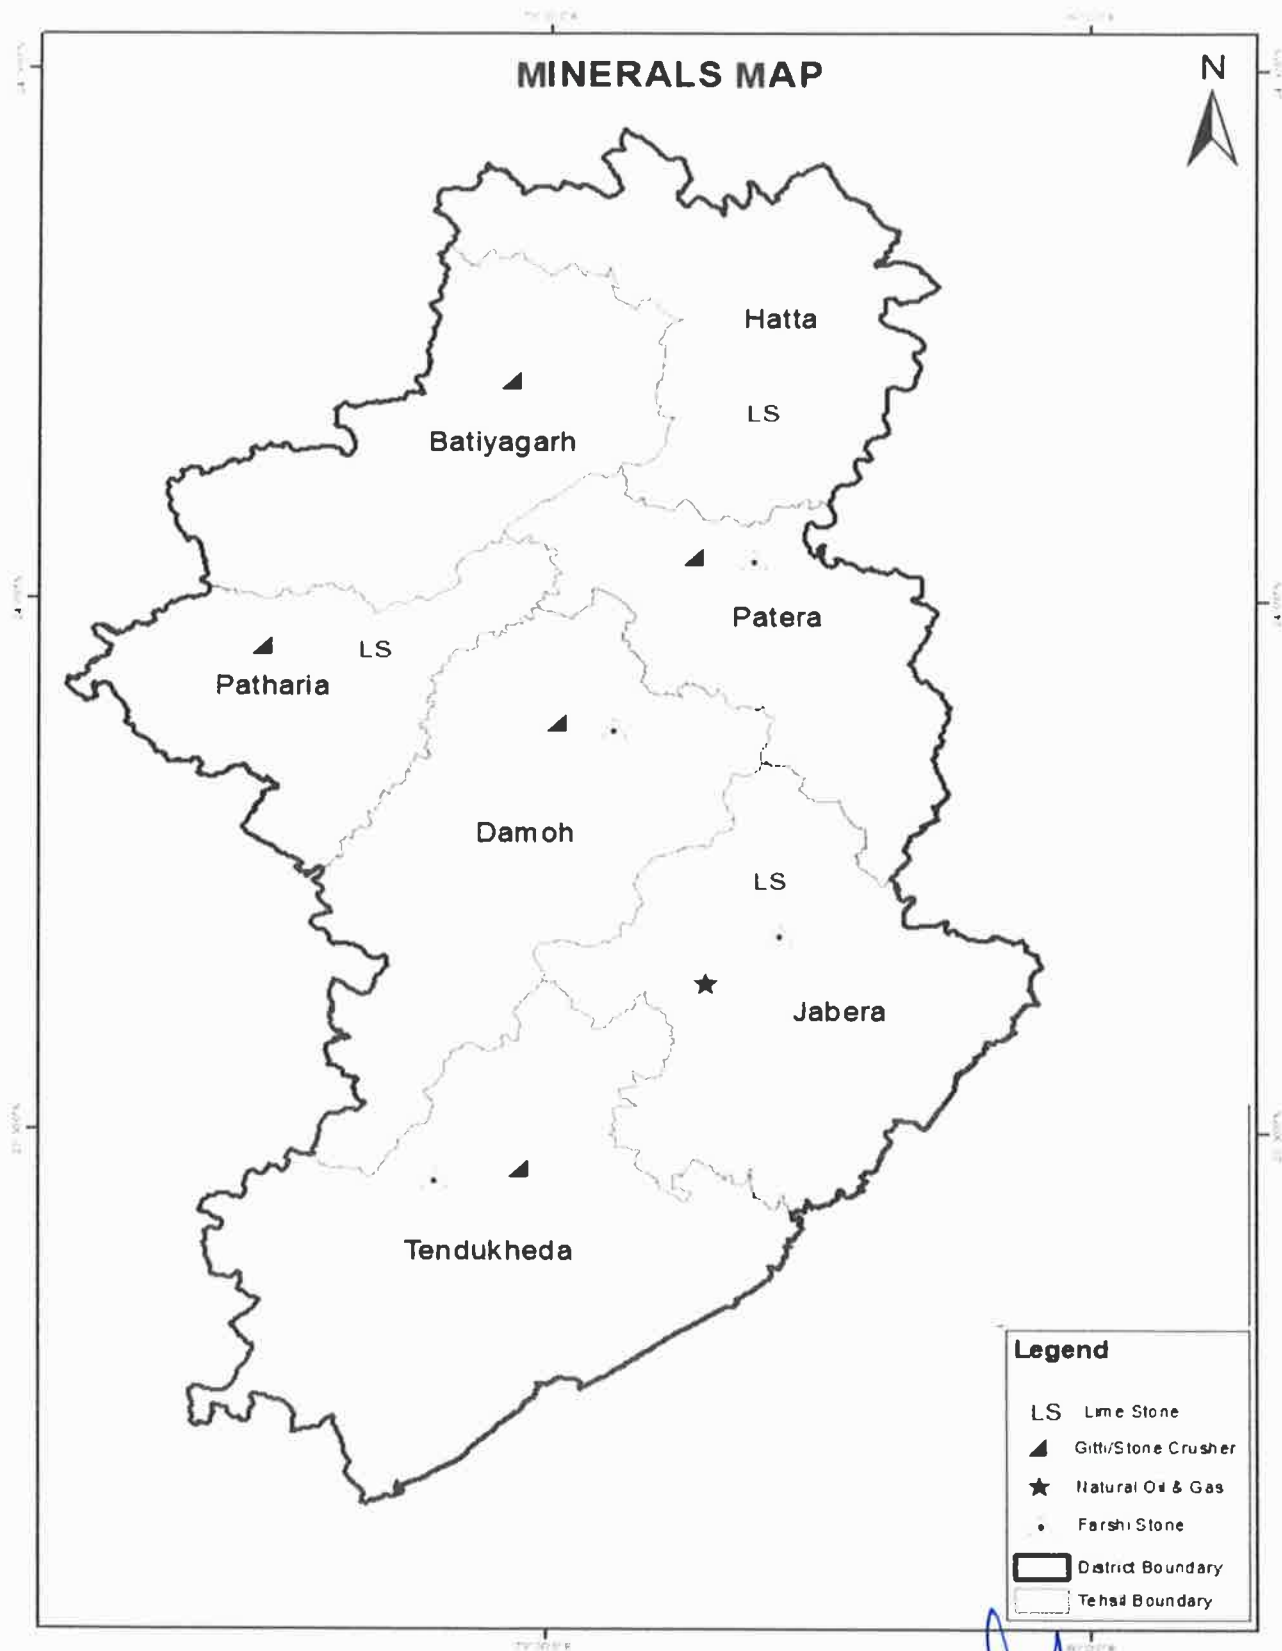 MINERALS MAP
N
Hatta
LS
Batiyagarh
Patera
LS
Patharia
Damoh
LS
Jabera
Tendukheda
Legend
LS Lime Stone
Gitti/Stone Crusher
Natural Oil & Gas
Farshi Stone
District Boundary
Tehsil Boundary